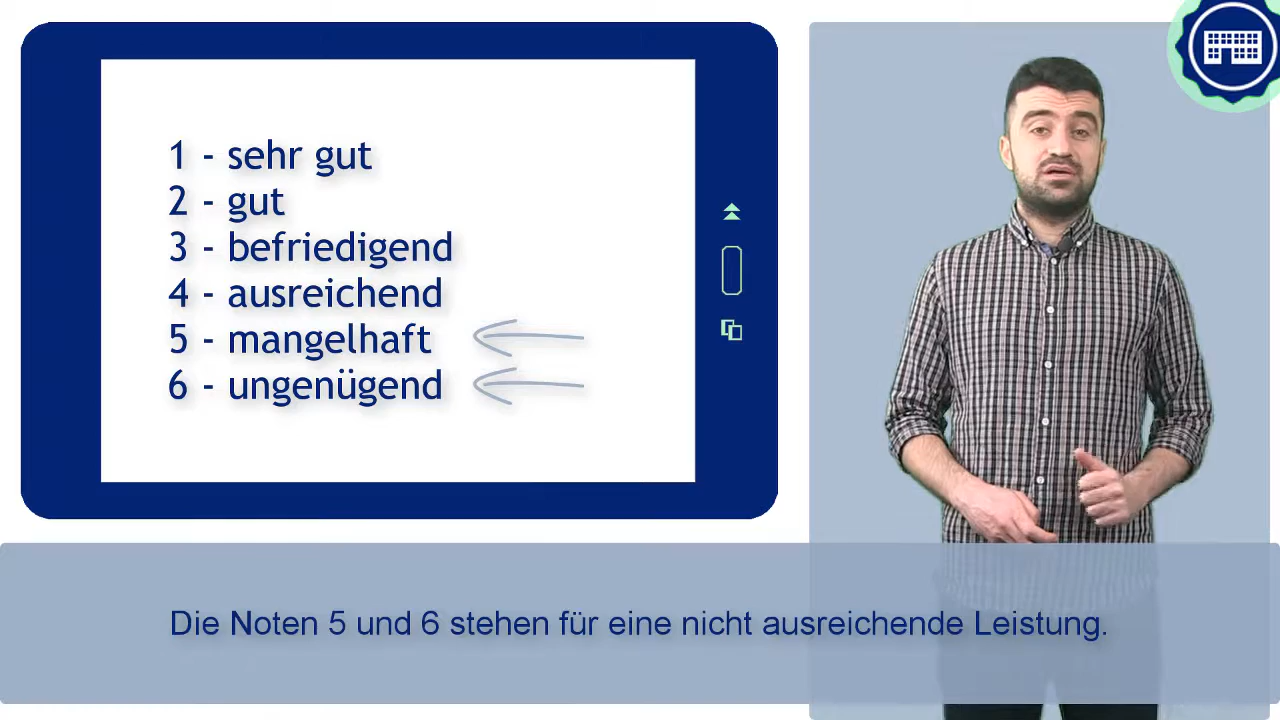 1 - sehr gut
2 - gut
3 - befriedigend
4 - ausreichend
5 - mangelhaft
6 - ungenügend
Die Noten 5 und 6 stehen für eine nicht ausreichende Leistung.